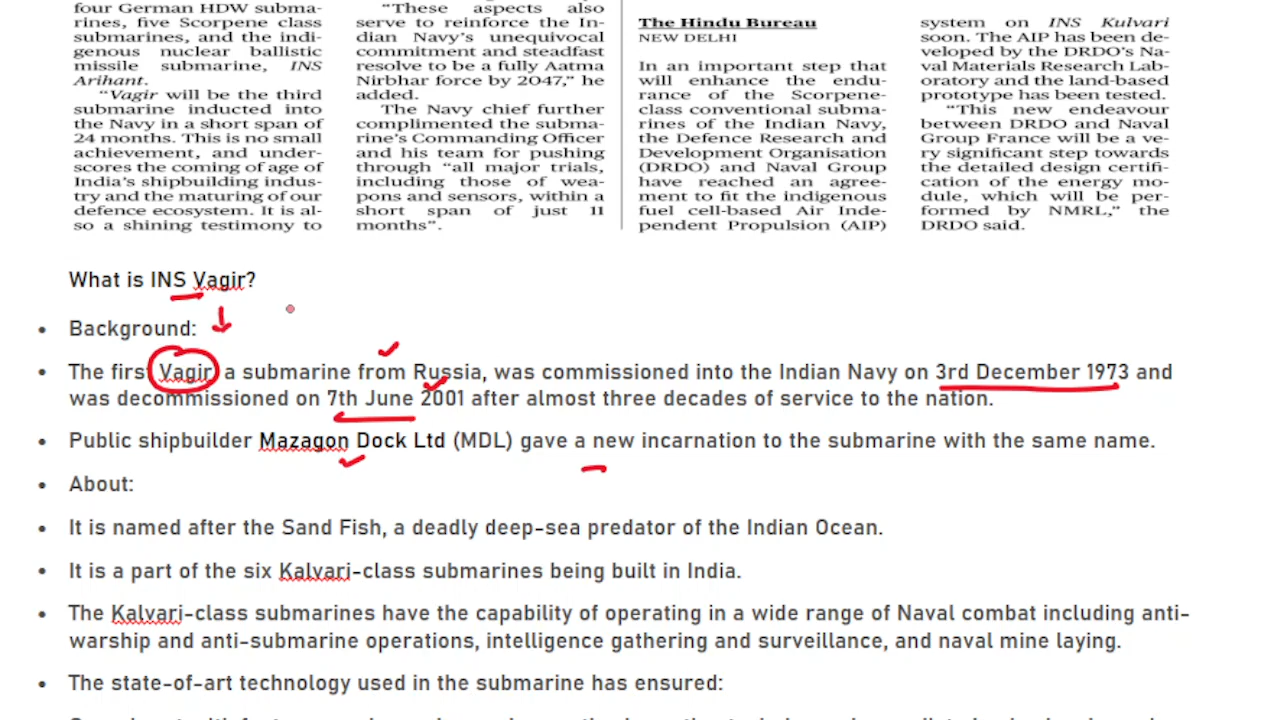 four German HDW subma-
rines, five Scorpene class
submarines, and the indi-
genous nuclear ballistic
missile submarine, INS
Arihant.
“Vagir will be the third
submarine inducted into
the Navy in a short span of
24 months. This is no small
achievement, and under-
scores the coming of age of
India’s shipbuilding indus-
try and the maturing of our
defence ecosystem. It is al-
so a shining testimony to
“These aspects also
serve to reinforce the In-
dian Navy’s unequivocal
commitment and steadfast
resolve to be a fully Aatma
Nirbhar force by 2047,” he
added.
The Navy chief further
complimented the subma-
rine’s Commanding Officer
and his team for pushing
through “all major trials,
including those of wea-
pons and sensors, within a
short span of just 11
months”.
The Hindu Bureau
NEW DELHI
In an important step that
will enhance the endu-
rance of the Scorpene-
class conventional subma-
rines of the Indian Navy,
the Defence Research and
Development Organisation
(DRDO) and Naval Group
have reached an agree-
ment to fit the indigenous
fuel cell-based Air Inde-
pendent Propulsion (AIP)
system on INS Kulvari
soon. The AIP has been de-
veloped by the DRDO’s Na-
val Materials Research Lab-
oratory and the land-based
prototype has been tested.
“This new endeavour
between DRDO and Naval
Group France will be a ve-
ry significant step towards
the detailed design certifi-
cation of the energy mo-
dule, which will be per-
formed by NMRL,” the
DRDO said.
What is INS Vagir?
• Background:
• The first Vagir, a submarine from Russia, was commissioned into the Indian Navy on 3rd December 1973 and
was decommissioned on 7th June 2001 after almost three decades of service to the nation.
• Public shipbuilder Mazagon Dock Ltd (MDL) gave a new incarnation to the submarine with the same name.
• About:
• It is named after the Sand Fish, a deadly deep-sea predator of the Indian Ocean.
• It is a part of the six Kalvari-class submarines being built in India.
• The Kalvari-class submarines have the capability of operating in a wide range of Naval combat including anti-
warship and anti-submarine operations, intelligence gathering and surveillance, and naval mine laying.
• The state-of-art technology used in the submarine has ensured: